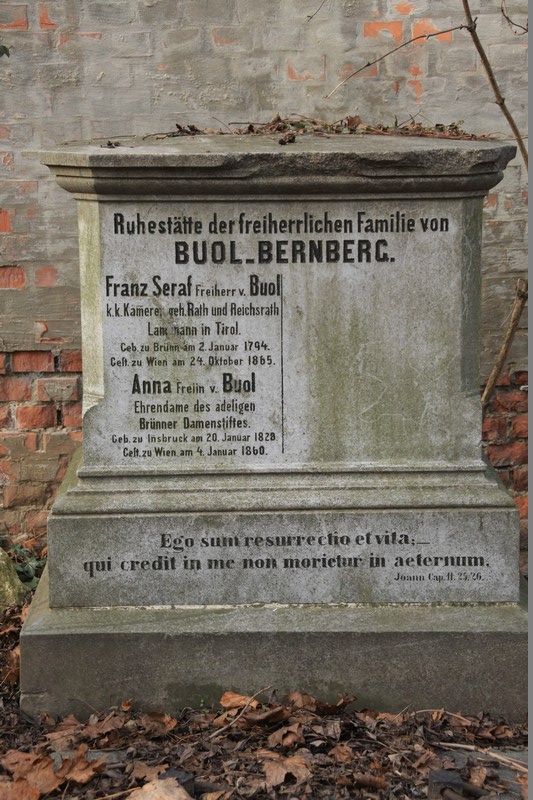 Ruhestätte der freiherrlichen Familie von
BUOL-BERNBERG.
Franz Seraf Freiherr v. Buol
k.k. Kämerer, geh. Rath und Reichsrath
Landmann in Tirol.
Geb. zu Brünn am 2. Januar 1794.
Gest. zu Wien am 24. Oktober 1865.
Anna Freiin v. Buol
Ehrendame des adeligen
Brünner Damenstiftes.
Geb. zu Insbruck am 20. Januar 1828.
Gest. zu Wien am 4. Januar 1860.
Ego sum resurrectio et vita;—
qui credit in me non morietur in aeternum.
Joann Cap. 11. 25. 26.